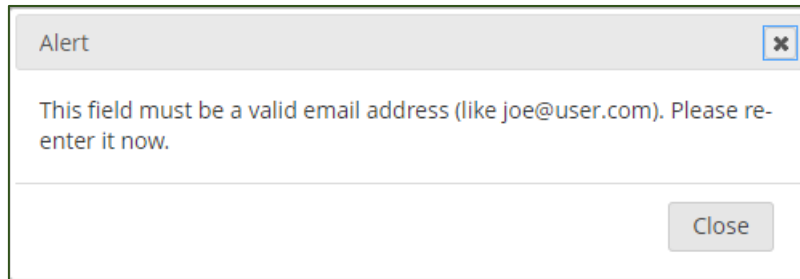 Alert
This field must be a valid email address (like joe@user.com). Please re-
enter it now.
Close